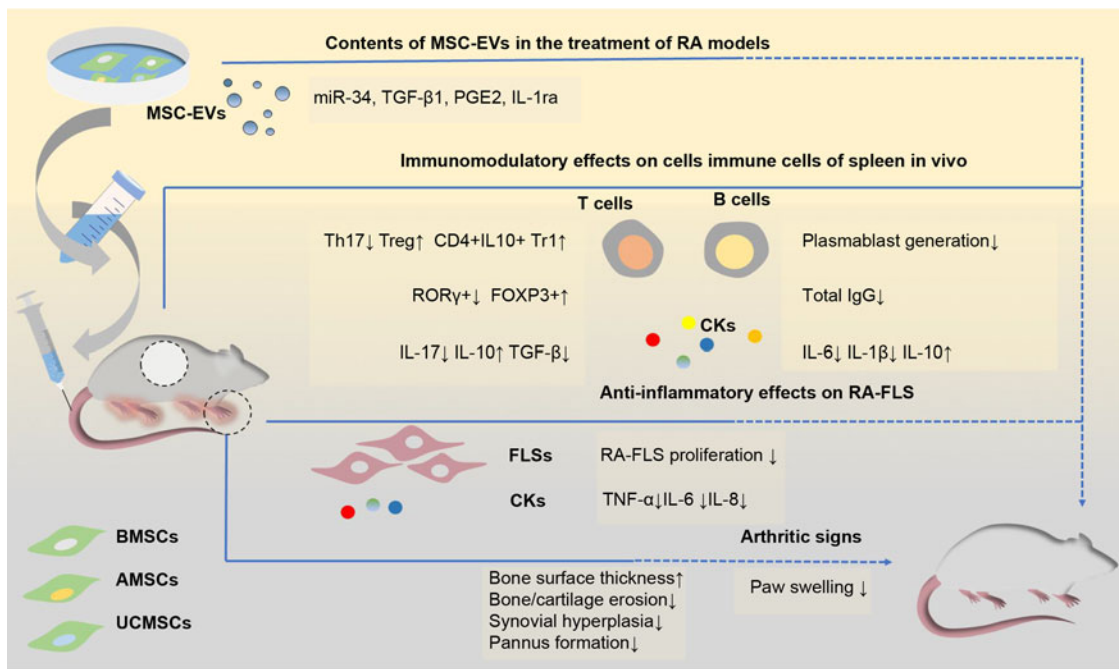 Contents of MSC-EVs in the treatment of RA models
MSC-EVs
miR-34, TGF-β1, PGE2, IL-1ra
Immunomodulatory effects on cells immune cells of spleen in vivo
T cells
B cells
Th17↓ Treg↑ CD4+IL10+ Tr1↑
Plasmablast generation↓
RORγ+↓ FOXP3+↑
Total IgG↓
CKs
IL-17↓ IL-10↑ TGF-β↓
IL-6↓ IL-1β↓ IL-10↑
Anti-inflammatory effects on RA-FLS
FLSs
RA-FLS proliferation ↓
CKs
TNF-α↓IL-6 ↓IL-8↓
BMSCs
AMSCs
UCMSCs
Arthritic signs
Bone surface thickness↑
Bone/cartilage erosion↓
Synovial hyperplasia↓
Pannus formation↓
Paw swelling ↓